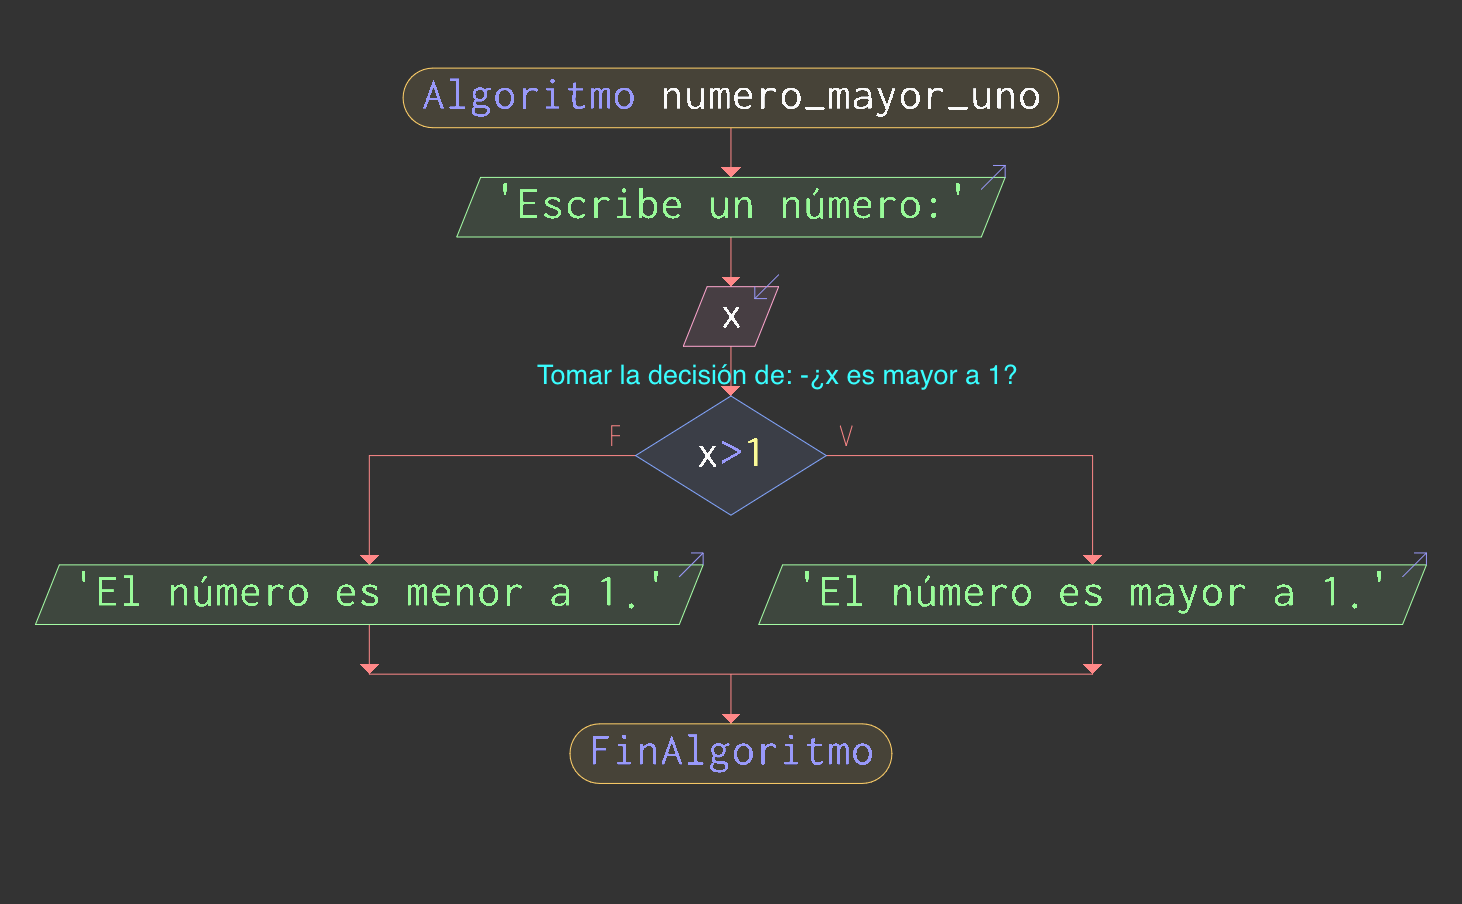 Algoritmo numero_mayor_uno
'Escribe un número:'
x
Tomar la decisión de: -¿x es mayor a 1?
F
V
x>1
'El número es menor a 1.'
'El número es mayor a 1.'
FinAlgoritmo